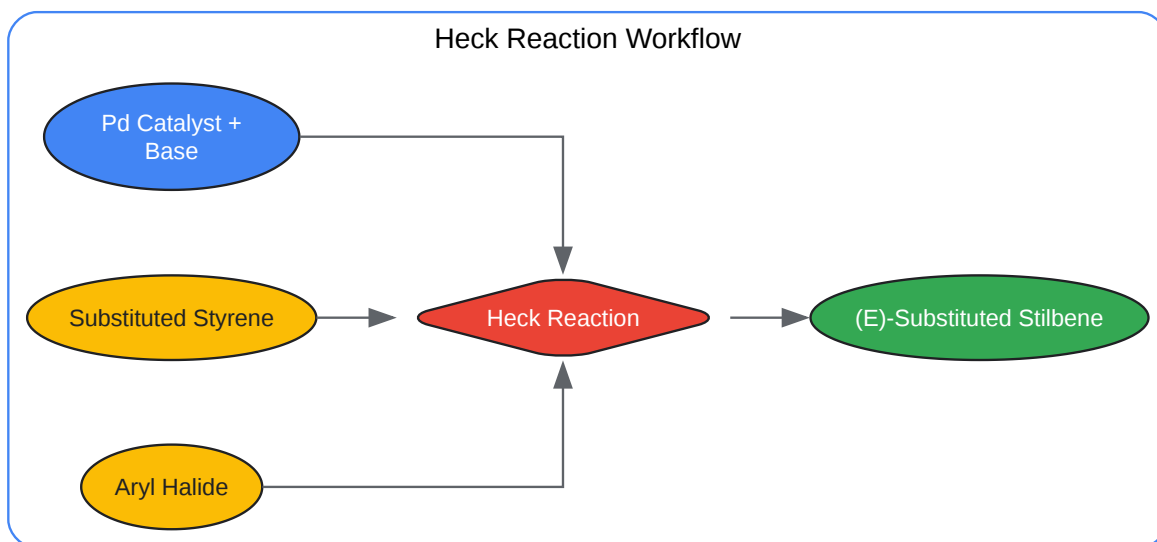 Heck Reaction Workflow
Pd Catalyst +
Base
Substituted Styrene
Heck Reaction
(E)-Substituted Stilbene
Aryl Halide